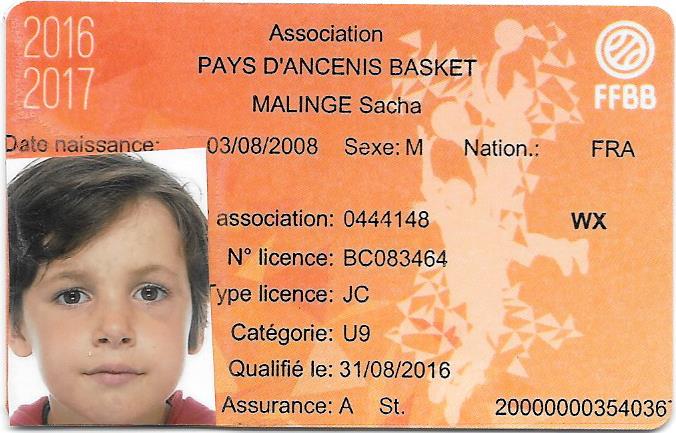 2016
2017
Association
PAYS D'ANCENIS BASKET
MALINGE Sacha
FFBB
Date naissance: 03/08/2008 Sexe: M Nation.: FRA
association: 0444148 WX
N° licence: BC083464
Type licence: JC
Catégorie: U9
Qualifié le: 31/08/2016
Assurance: A St. 2000000035403